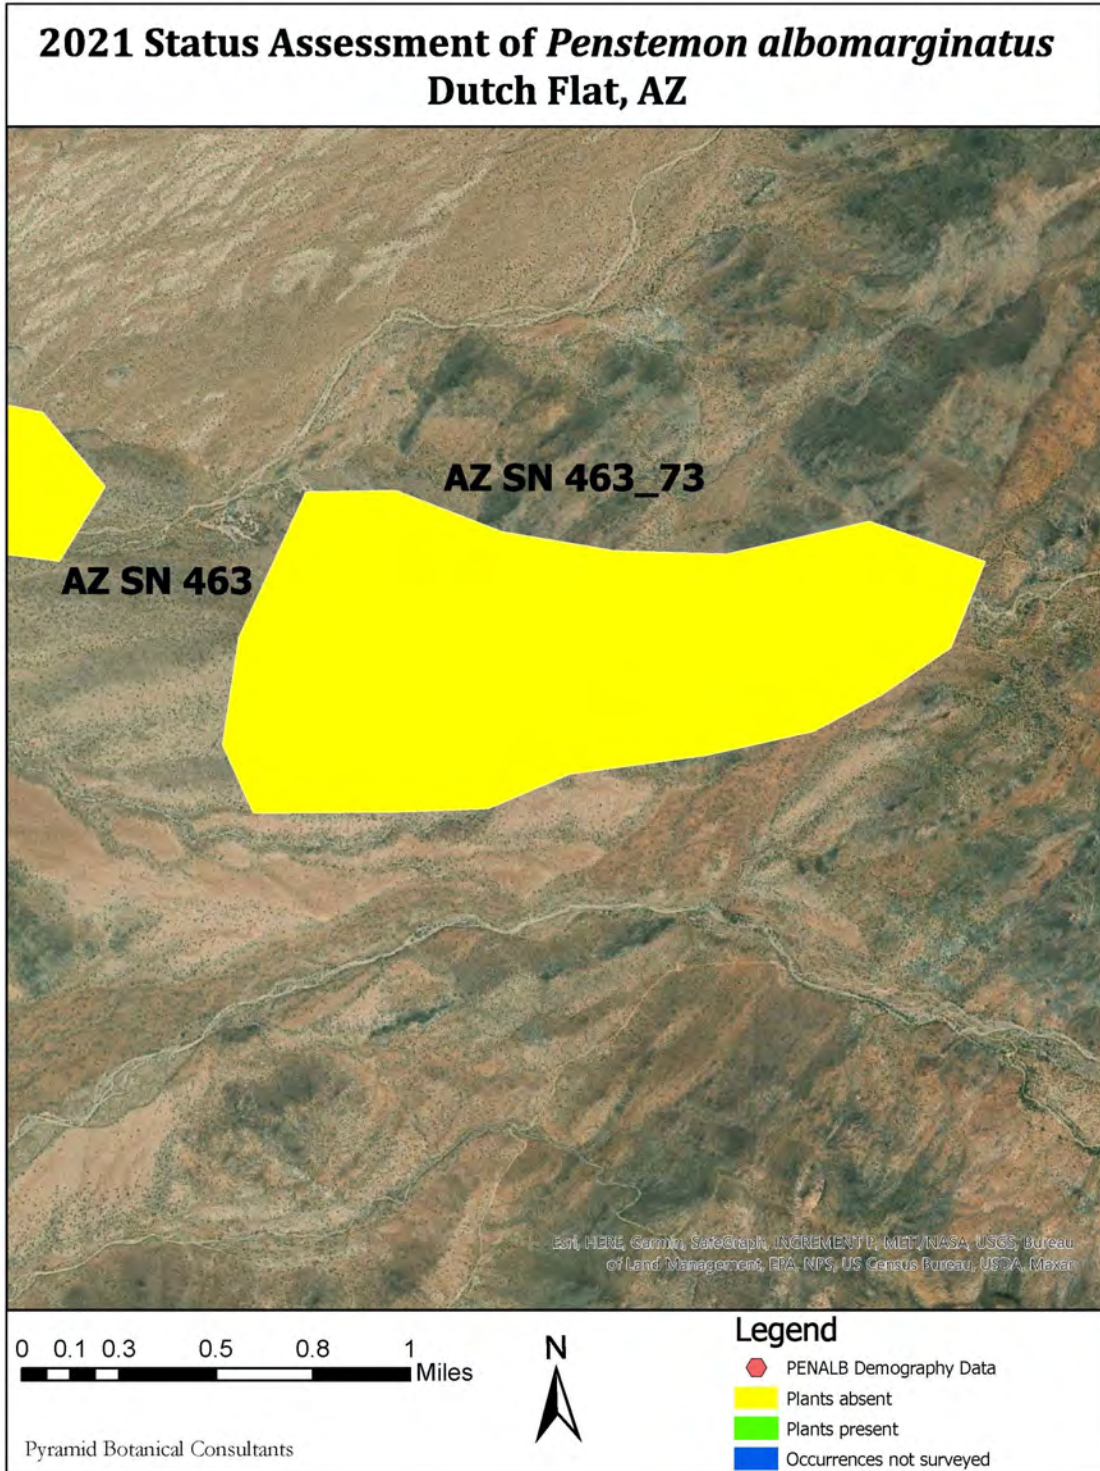 2021 Status Assessment of Penstemon albomarginatus
Dutch Flat, AZ
AZ SN 463_73
AZ SN 463
Esri, HERE, Garmin, SafeGraph, INCREMENT P, METI/NASA, USGS, Bureau
of Land Management, EPA, NPS, US Census Bureau, USDA, Maxar
0 0.1 0.3 0.5 0.8 1
Miles
N
Pyramid Botanical Consultants
Legend
PENALB Demography Data
Plants absent
Plants present
Occurrences not surveyed